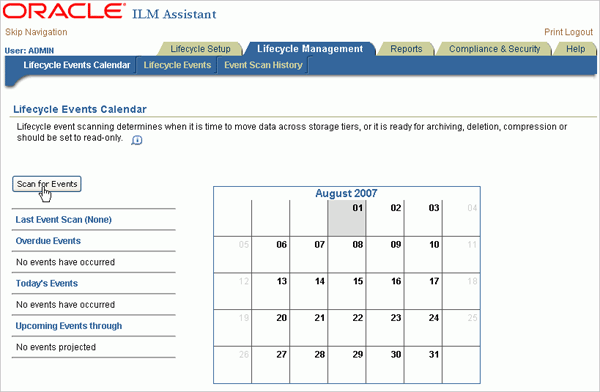 ORACLE ILM Assistant
Skip Navigation
Print Logout
User: ADMIN
Lifecycle Setup
Lifecycle Management
Reports
Compliance & Security
Help
Lifecycle Events Calendar
Lifecycle Events
Event Scan History
Lifecycle Events Calendar
Lifecycle event scanning determines when it is time to move data across storage tiers, or it is ready for archiving, deletion, compression or
should be set to read-only.
Scan for Events
Last Event Scan (None)
Overdue Events
No events have occurred
Today's Events
No events have occurred
Upcoming Events through
No events projected
August 2007
01 02 03 04
05 06 07 08 09 10 11
12 13 14 15 16 17 18
19 20 21 22 23 24 25
26 27 28 29 30 31